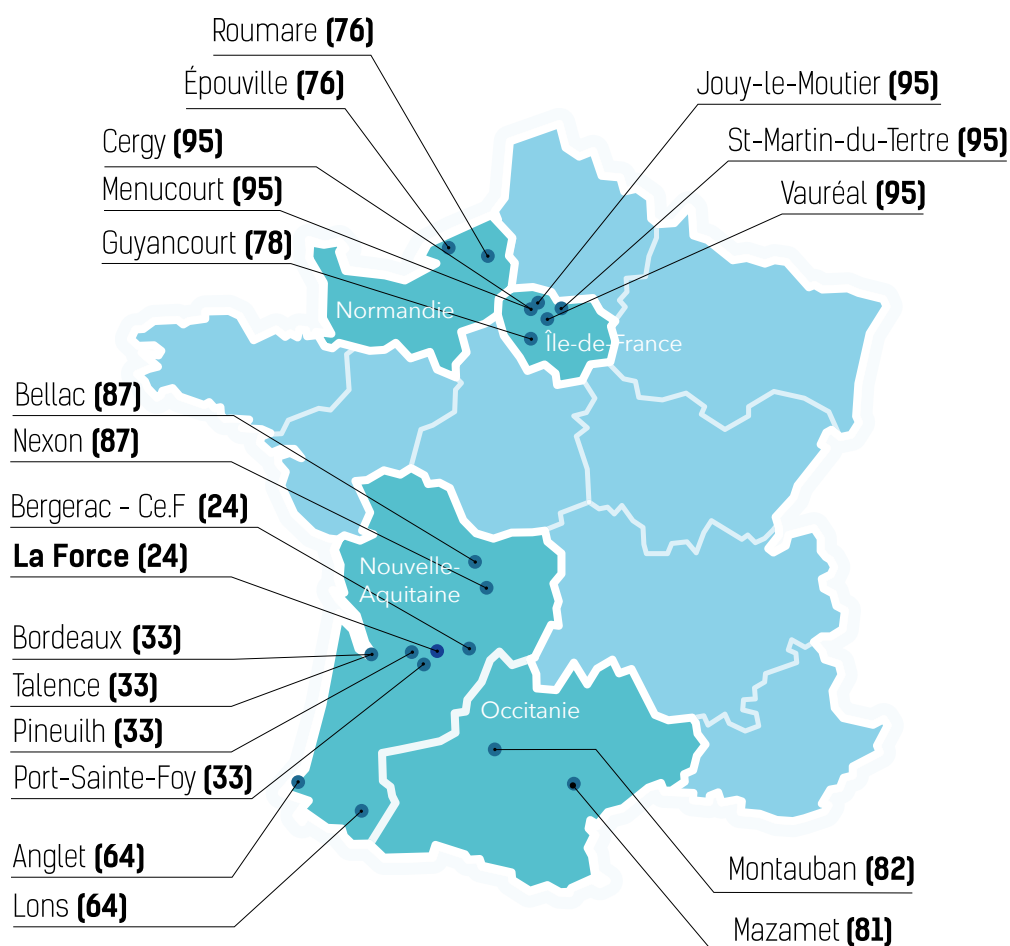 Roumare (76)
Épouville (76)
Cergy (95)
Menucourt (95)
Guyancourt (78)
Jouy-le-Moutier (95)
St-Martin-du-Tertre (95)
Vauréal (95)
Normandie
Île-de-France
Bellac (87)
Nexon (87)
Bergerac - Ce.F (24)
La Force (24)
Bordeaux (33)
Talence (33)
Pineuilh (33)
Port-Sainte-Foy (33)
Anglet (64)
Lons (64)
Nouvelle-
Aquitaine
Occitanie
Montauban (82)
Mazamet (81)